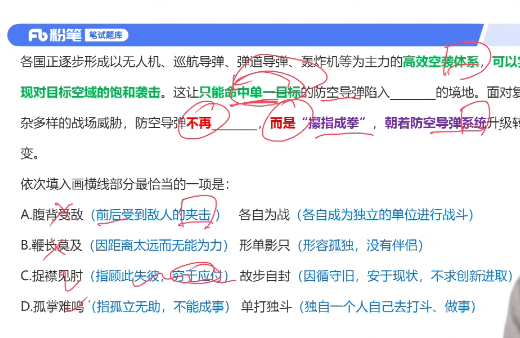 粉笔 笔试题库
各国正逐步形成以无人机、巡航导弹、弹道导弹、轰炸机等为主力的高效空袭体系，可以
现对目标空域的饱和袭击。这让只能命中单一目标的防空导弹陷入________的境地。面对复
杂多样的战场威胁，防空导弹不再________，而是“攥指成拳”，朝着防空导弹系统升级转
变。
依次填入画横线部分最恰当的一项是：
A.腹背受敌（前后受到敌人的夹击） 各自为战（各自成为独立的单位进行战斗）
B.鞭长莫及（因距离太远而无能为力） 形单影只（形容孤独，没有伴侣）
C.捉襟见肘（指顾此失彼，穷于应付） 故步自封（因循守旧，安于现状，不求创新进取）
D.孤掌难鸣（指孤立无助，不能成事） 单打独斗（独自一个人自己去打斗、做事）